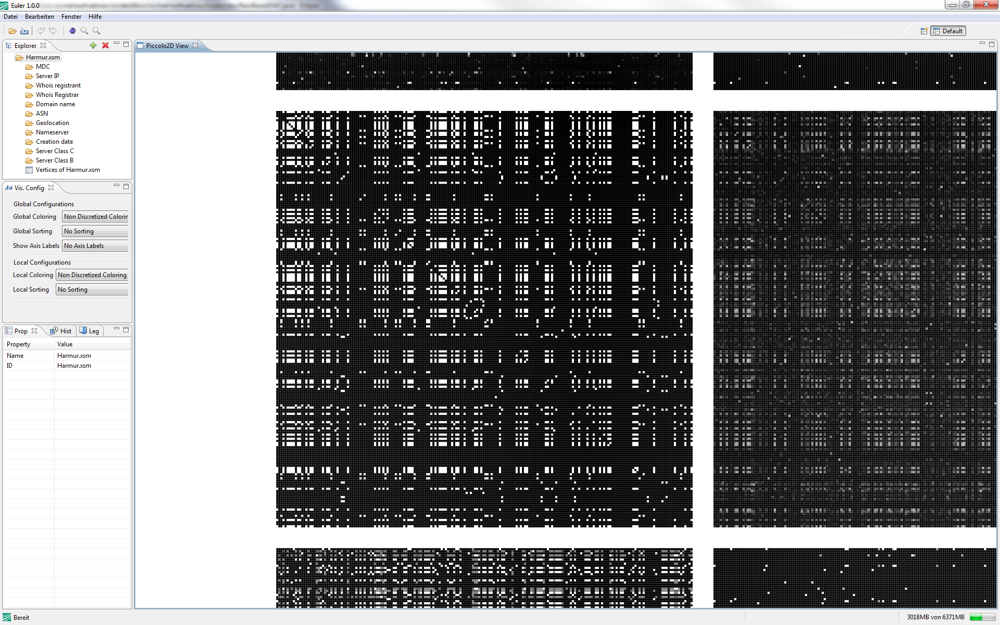 Euler 1.0.0
Datei Bearbeiten Fenster Hilfe
Default
Explorer
Harmur.xsm
MDC
Server IP
Whois registrant
Whois Registrar
Domain name
ASN
Geolocation
Nameserver
Creation date
Server Class C
Server Class B
Vertices of Harmur.xsm
Piccolo2D View
Aa Vis. Config
Global Configurations
Global Coloring Non Discretized Colorin
Global Sorting No Sorting
Show Axis Labels No Axis Labels
Local Configurations
Local Coloring Non Discretized Coloring
Local Sorting No Sorting
Prop Hist Leg
Property Value
Name Harmur.xsm
ID Harmur.xsm
Bereit
3018MB von 6371MB